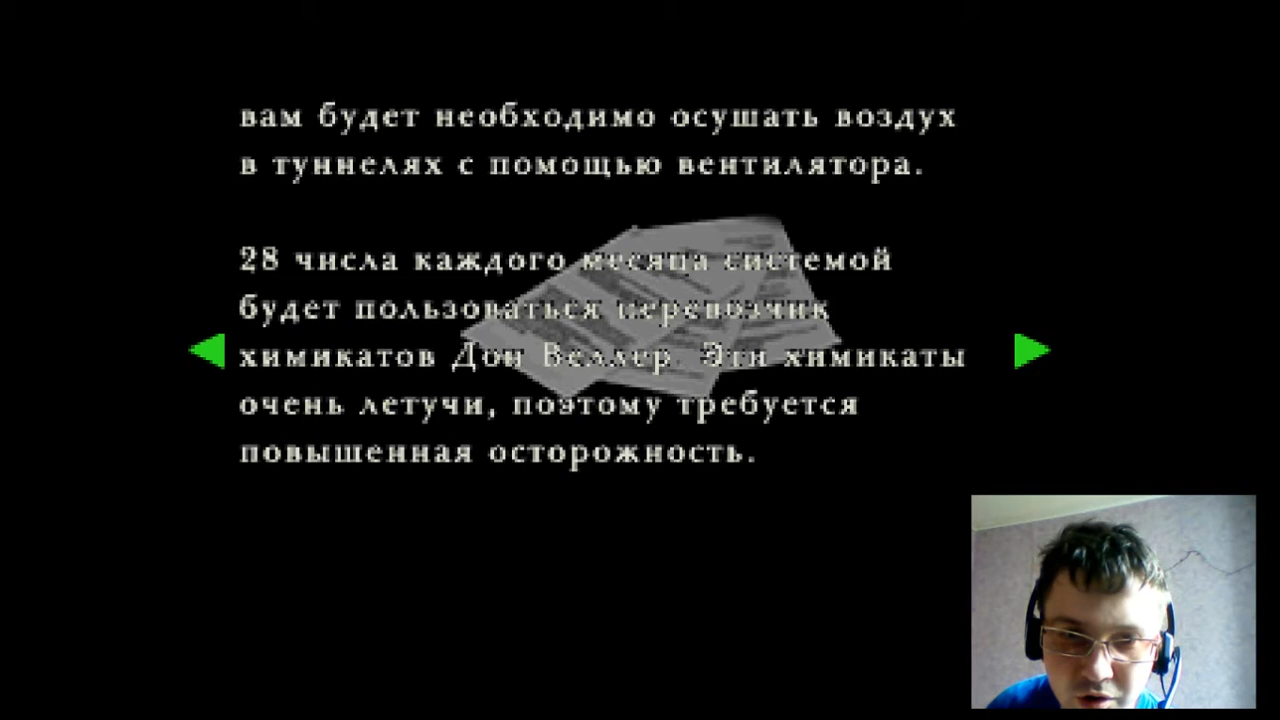 вам будет необходимо осушать воздух
в туннелях с помощью вентилятора.
28 числа каждого месяца системой
будет пользоваться перевозчик
химикатов Дон Веллер. Эти химикаты
очень летучи, поэтому требуется
повышенная осторожность.